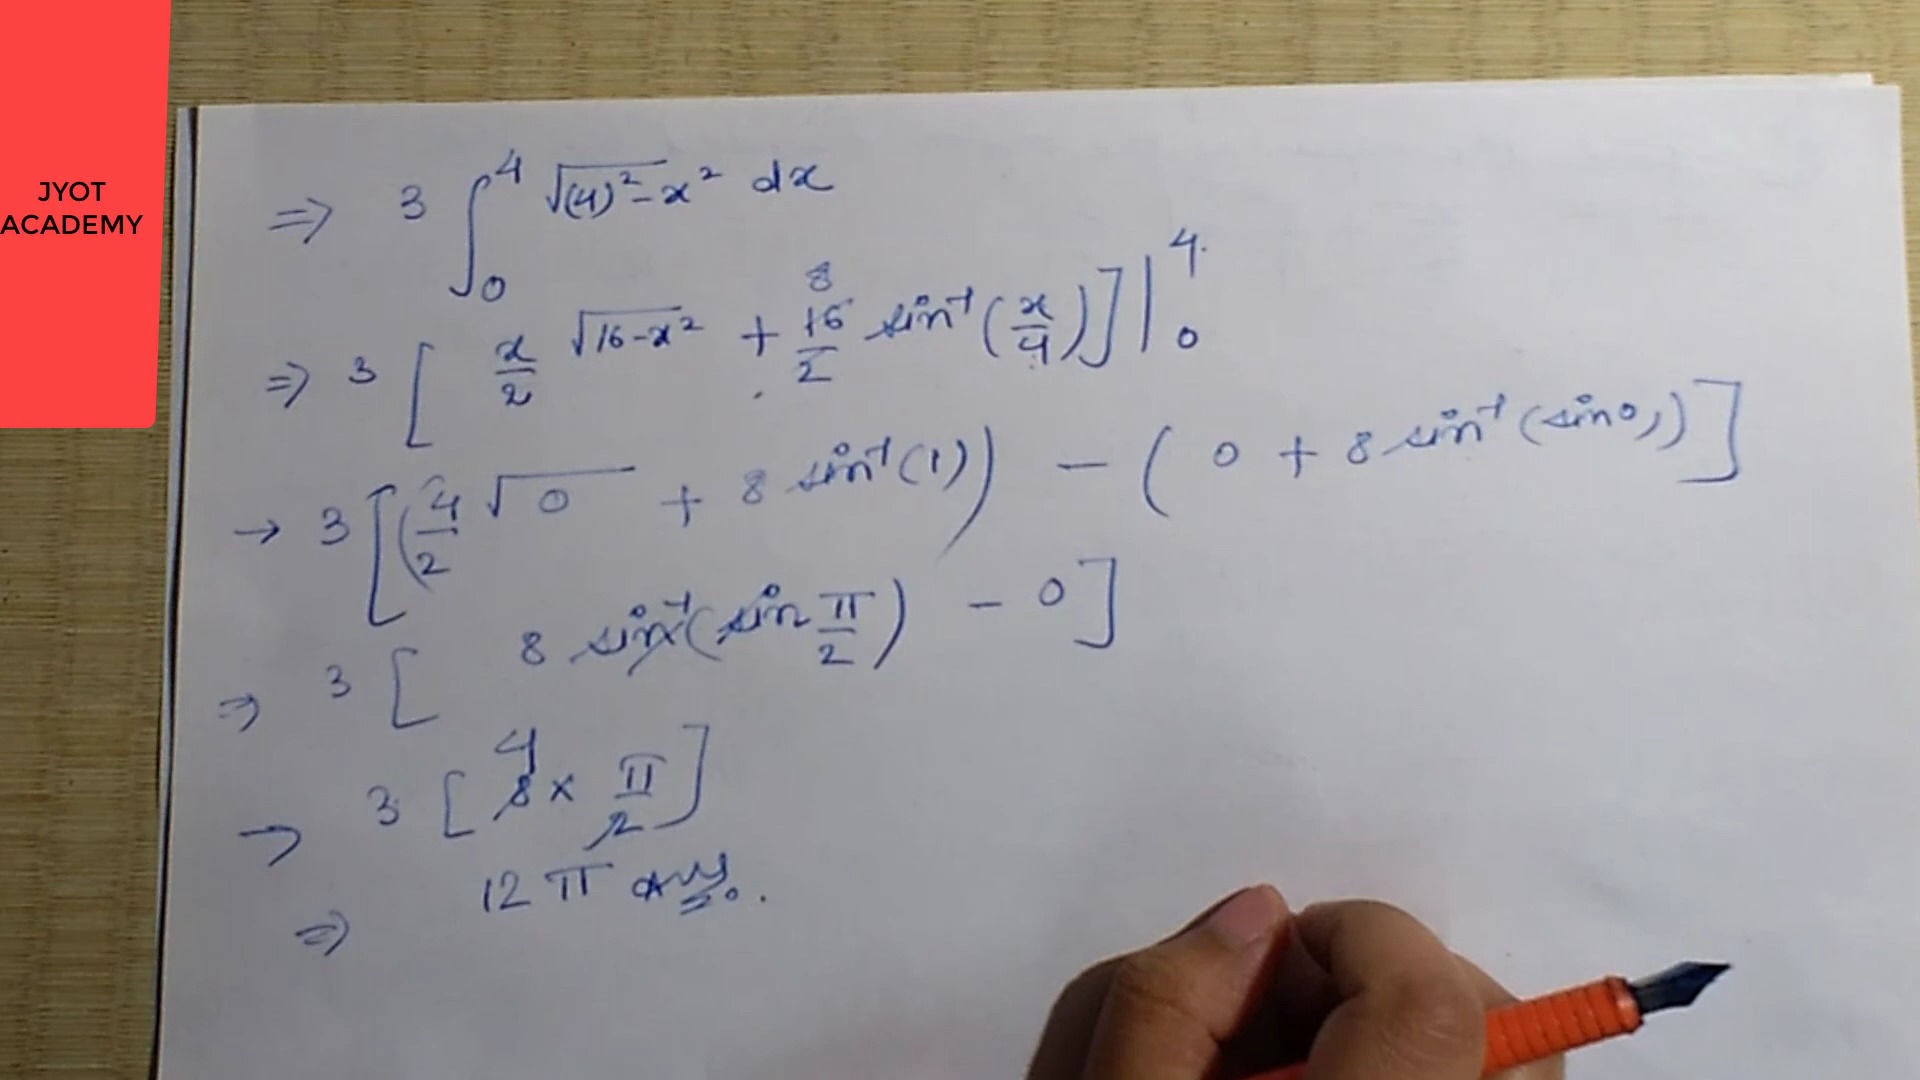 JYOT
ACADEMY
⇒ 3 ∫₀⁴ √(4)²-x² dx
⇒ 3 [ x/2 √16-x² + 16/2 8 sin⁻¹(x/4)]|₀⁴
→ 3 [(4/2 √0 + 8 sin⁻¹(1)) - (0 + 8 sin⁻¹(sin0))]
⇒ 3 [ 8 sin⁻¹(sin π/2) - 0]
→ 3 [ 8 4 × π/2 ]
⇒ 12 π ans.